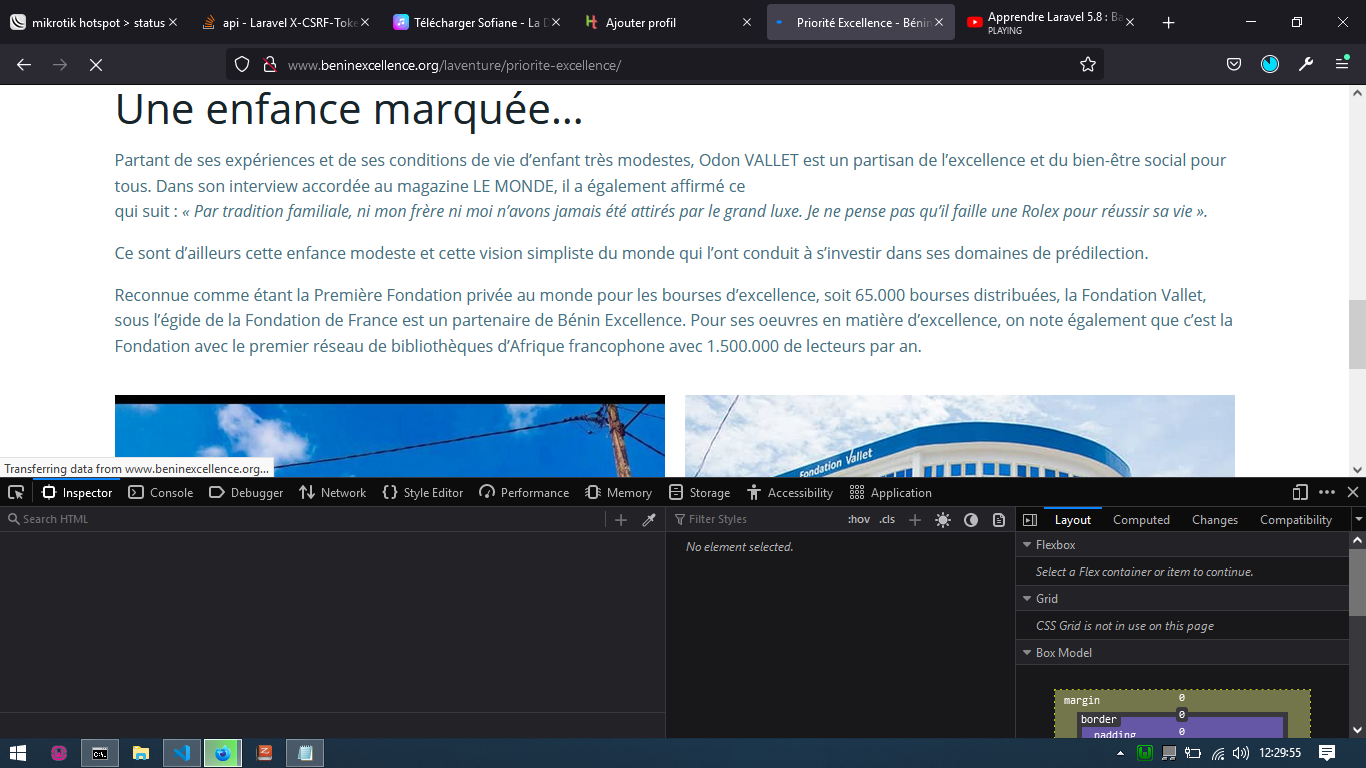 mikrotik hotspot > status
api - Laravel X-CSRF-Toke
Télécharger Sofiane - La D
Ajouter profil
Priorité Excellence - Bénin
Apprendre Laravel 5.8 : Ba
PLAYING
www.beninexcellence.org/laventure/priorite-excellence/
Une enfance marquée…
Partant de ses expériences et de ses conditions de vie d’enfant très modestes, Odon VALLET est un partisan de l’excellence et du bien-être social pour
tous. Dans son interview accordée au magazine LE MONDE, il a également affirmé ce
qui suit : « Par tradition familiale, ni mon frère ni moi n’avons jamais été attirés par le grand luxe. Je ne pense pas qu’il faille une Rolex pour réussir sa vie ».
Ce sont d’ailleurs cette enfance modeste et cette vision simpliste du monde qui l’ont conduit à s’investir dans ses domaines de prédilection.
Reconnue comme étant la Première Fondation privée au monde pour les bourses d’excellence, soit 65.000 bourses distribuées, la Fondation Vallet,
sous l’égide de la Fondation de France est un partenaire de Bénin Excellence. Pour ses oeuvres en matière d’excellence, on note également que c’est la
Fondation avec le premier réseau de bibliothèques d’Afrique francophone avec 1.500.000 de lecteurs par an.
Fondation Vallet
Transferring data from www.beninexcellence.org…
Inspector
Console
Debugger
Network
Style Editor
Performance
Memory
Storage
Accessibility
Application
Search HTML
Filter Styles
:hov
.cls
Layout
Computed
Changes
Compatibility
No element selected.
Flexbox
Select a Flex container or item to continue.
Grid
CSS Grid is not in use on this page
Box Model
margin
0
border
0
padding
0
12:29:55